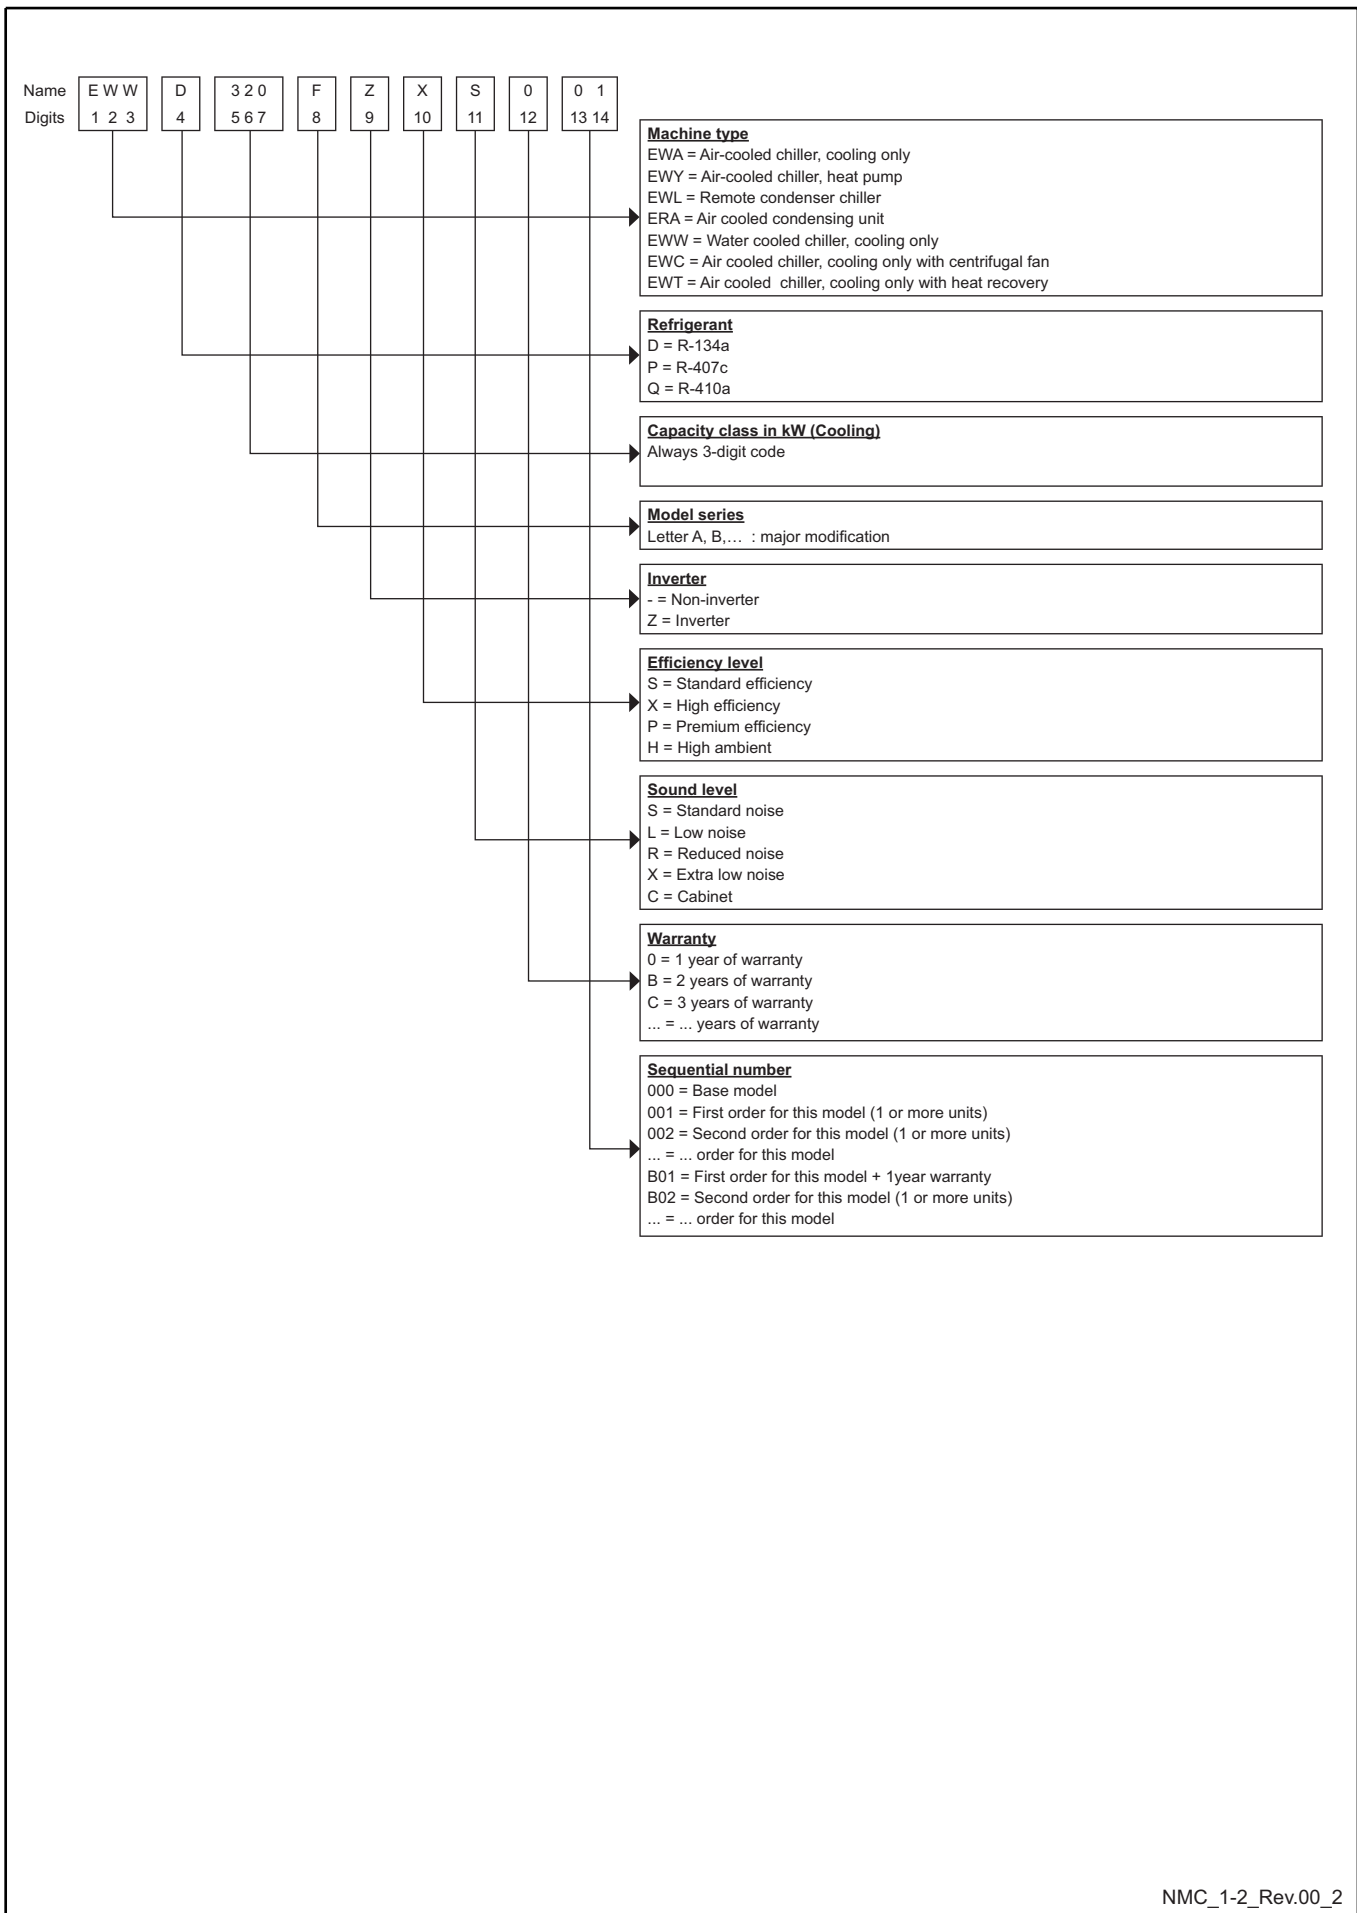 Name E W W D 3 2 0 F Z X S 0 0 1
Digits 1 2 3 4 5 6 7 8 9 10 11 12 13 14
Machine type
EWA = Air-cooled chiller, cooling only
EWY = Air-cooled chiller, heat pump
EWL = Remote condenser chiller
ERA = Air cooled condensing unit
EWW = Water cooled chiller, cooling only
EWC = Air cooled chiller, cooling only with centrifugal fan
EWT = Air cooled chiller, cooling only with heat recovery
Refrigerant
D = R-134a
P = R-407c
Q = R-410a
Capacity class in kW (Cooling)
Always 3-digit code
Model series
Letter A, B,… : major modification
Inverter
- = Non-inverter
Z = Inverter
Efficiency level
S = Standard efficiency
X = High efficiency
P = Premium efficiency
H = High ambient
Sound level
S = Standard noise
L = Low noise
R = Reduced noise
X = Extra low noise
C = Cabinet
Warranty
0 = 1 year of warranty
B = 2 years of warranty
C = 3 years of warranty
... = ... years of warranty
Sequential number
000 = Base model
001 = First order for this model (1 or more units)
002 = Second order for this model (1 or more units)
... = ... order for this model
B01 = First order for this model + 1year warranty
B02 = Second order for this model (1 or more units)
... = ... order for this model
NMC_1-2_Rev.00_2